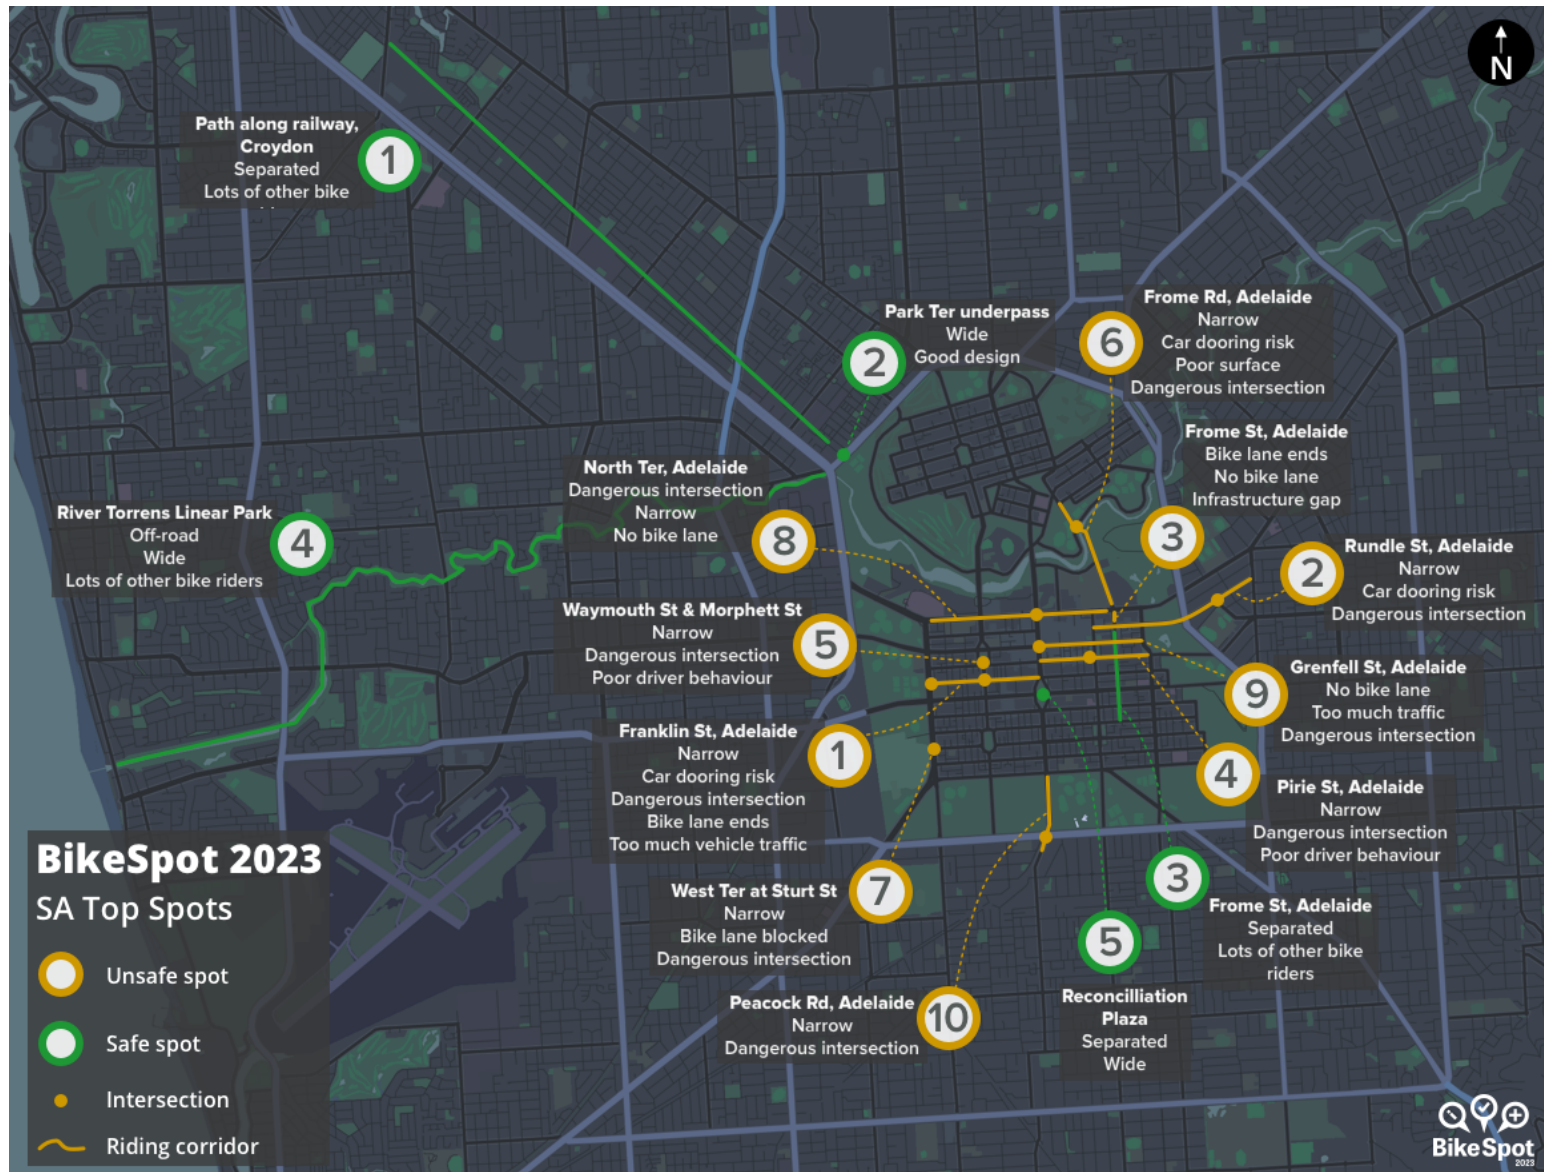 N
Path along railway,
Croydon
Separated
Lots of other bike
1
Park Ter underpass
Wide
Good design
2
Frome Rd, Adelaide
Narrow
Car dooring risk
Poor surface
Dangerous intersection
6
Frome St, Adelaide
Bike lane ends
No bike lane
Infrastructure gap
3
North Ter, Adelaide
Dangerous intersection
Narrow
No bike lane
8
River Torrens Linear Park
Off-road
Wide
Lots of other bike riders
4
Rundle St, Adelaide
Narrow
Car dooring risk
Dangerous intersection
2
Waymouth St & Morphett St
Narrow
Dangerous intersection
Poor driver behaviour
5
Grenfell St, Adelaide
No bike lane
Too much traffic
Dangerous intersection
9
Franklin St, Adelaide
Narrow
Car dooring risk
Dangerous intersection
Bike lane ends
Too much vehicle traffic
1
Pirie St, Adelaide
Narrow
Dangerous intersection
Poor driver behaviour
4
West Ter at Sturt St
Narrow
Bike lane blocked
Dangerous intersection
7
Frome St, Adelaide
Separated
Lots of other bike
riders
3
Peacock Rd, Adelaide
Narrow
Dangerous intersection
10
Reconcilliation
Plaza
Separated
Wide
5
BikeSpot 2023
SA Top Spots
Unsafe spot
Safe spot
Intersection
Riding corridor
BikeSpot
2023